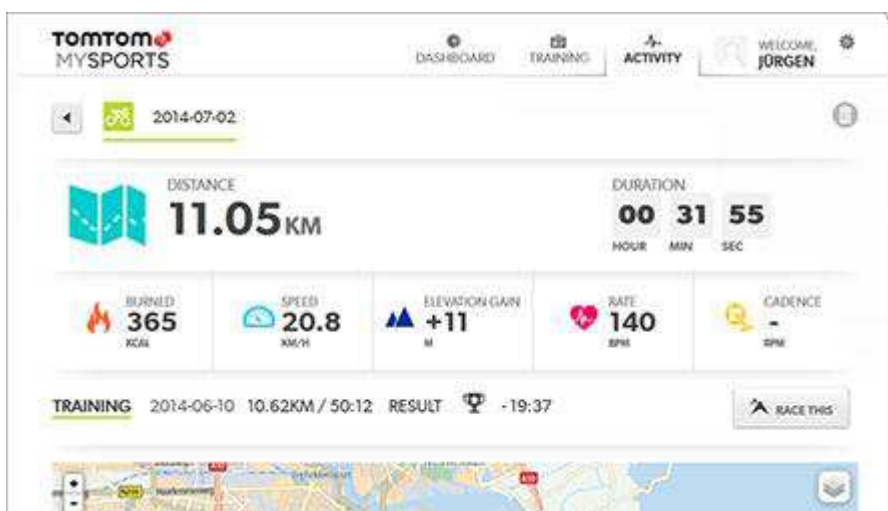 TOMTOM
MYSPORTS
DASHBOARD
TRAINING
ACTIVITY
WELCOME,
JÜRGEN
2014-07-02
DISTANCE
11.05 KM
DURATION
00 31 55
HOUR MIN SEC
BURNED
365
KCAL
SPEED
20.8
KM/H
ELEVATION GAIN
+11
M
RATE
140
BPM
CADENCE
-
RPM
TRAINING 2014-06-10 10.62KM / 50:12 RESULT -19:37
RACE THIS
+
-